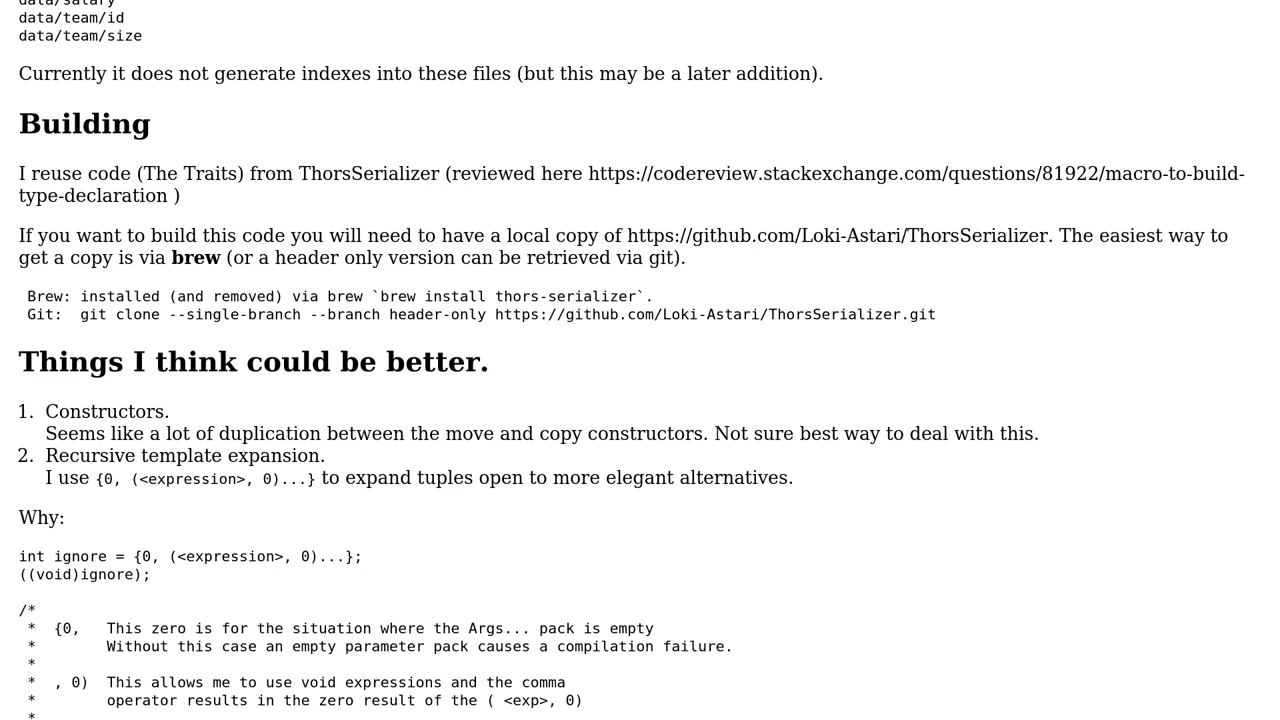 data/salary
data/team/id
data/team/size
Currently it does not generate indexes into these files (but this may be a later addition).
Building
I reuse code (The Traits) from ThorsSerializer (reviewed here https://codereview.stackexchange.com/questions/81922/macro-to-build-
type-declaration )
If you want to build this code you will need to have a local copy of https://github.com/Loki-Astari/ThorsSerializer. The easiest way to
get a copy is via brew (or a header only version can be retrieved via git).
Brew: installed (and removed) via brew `brew install thors-serializer`.
Git:  git clone --single-branch --branch header-only https://github.com/Loki-Astari/ThorsSerializer.git
Things I think could be better.
1. Constructors.
Seems like a lot of duplication between the move and copy constructors. Not sure best way to deal with this.
2. Recursive template expansion.
I use {0, (<expression>, 0)...} to expand tuples open to more elegant alternatives.
Why:
int ignore = {0, (<expression>, 0)...};
((void)ignore);
/*
 *  {0,   This zero is for the situation where the Args... pack is empty
 *        Without this case an empty parameter pack causes a compilation failure.
 *
 *  , 0)  This allows me to use void expressions and the comma
 *        operator results in the zero result of the ( <exp>, 0)
 *